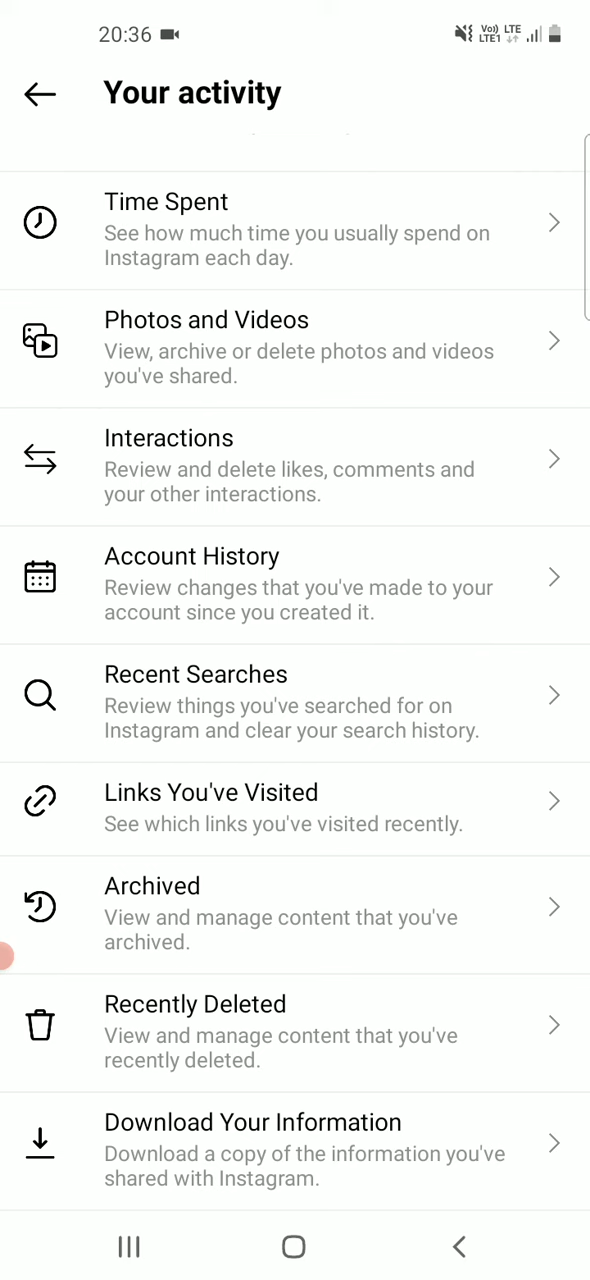 20:36
Vo)) LTE
LTE1
Your activity
Time Spent
See how much time you usually spend on
Instagram each day.
Photos and Videos
View, archive or delete photos and videos
you've shared.
Interactions
Review and delete likes, comments and
your other interactions.
Account History
Review changes that you've made to your
account since you created it.
Recent Searches
Review things you've searched for on
Instagram and clear your search history.
Links You've Visited
See which links you've visited recently.
Archived
View and manage content that you've
archived.
Recently Deleted
View and manage content that you've
recently deleted.
Download Your Information
Download a copy of the information you've
shared with Instagram.